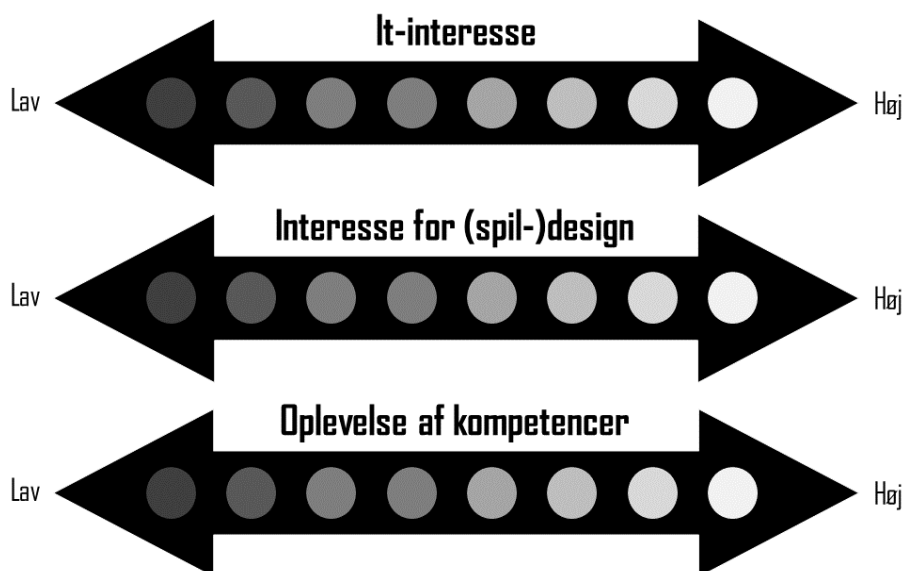 It-interesse
Lav
Høj
Interesse for (spil-)design
Lav
Høj
Oplevelse af kompetencer
Lav
Høj